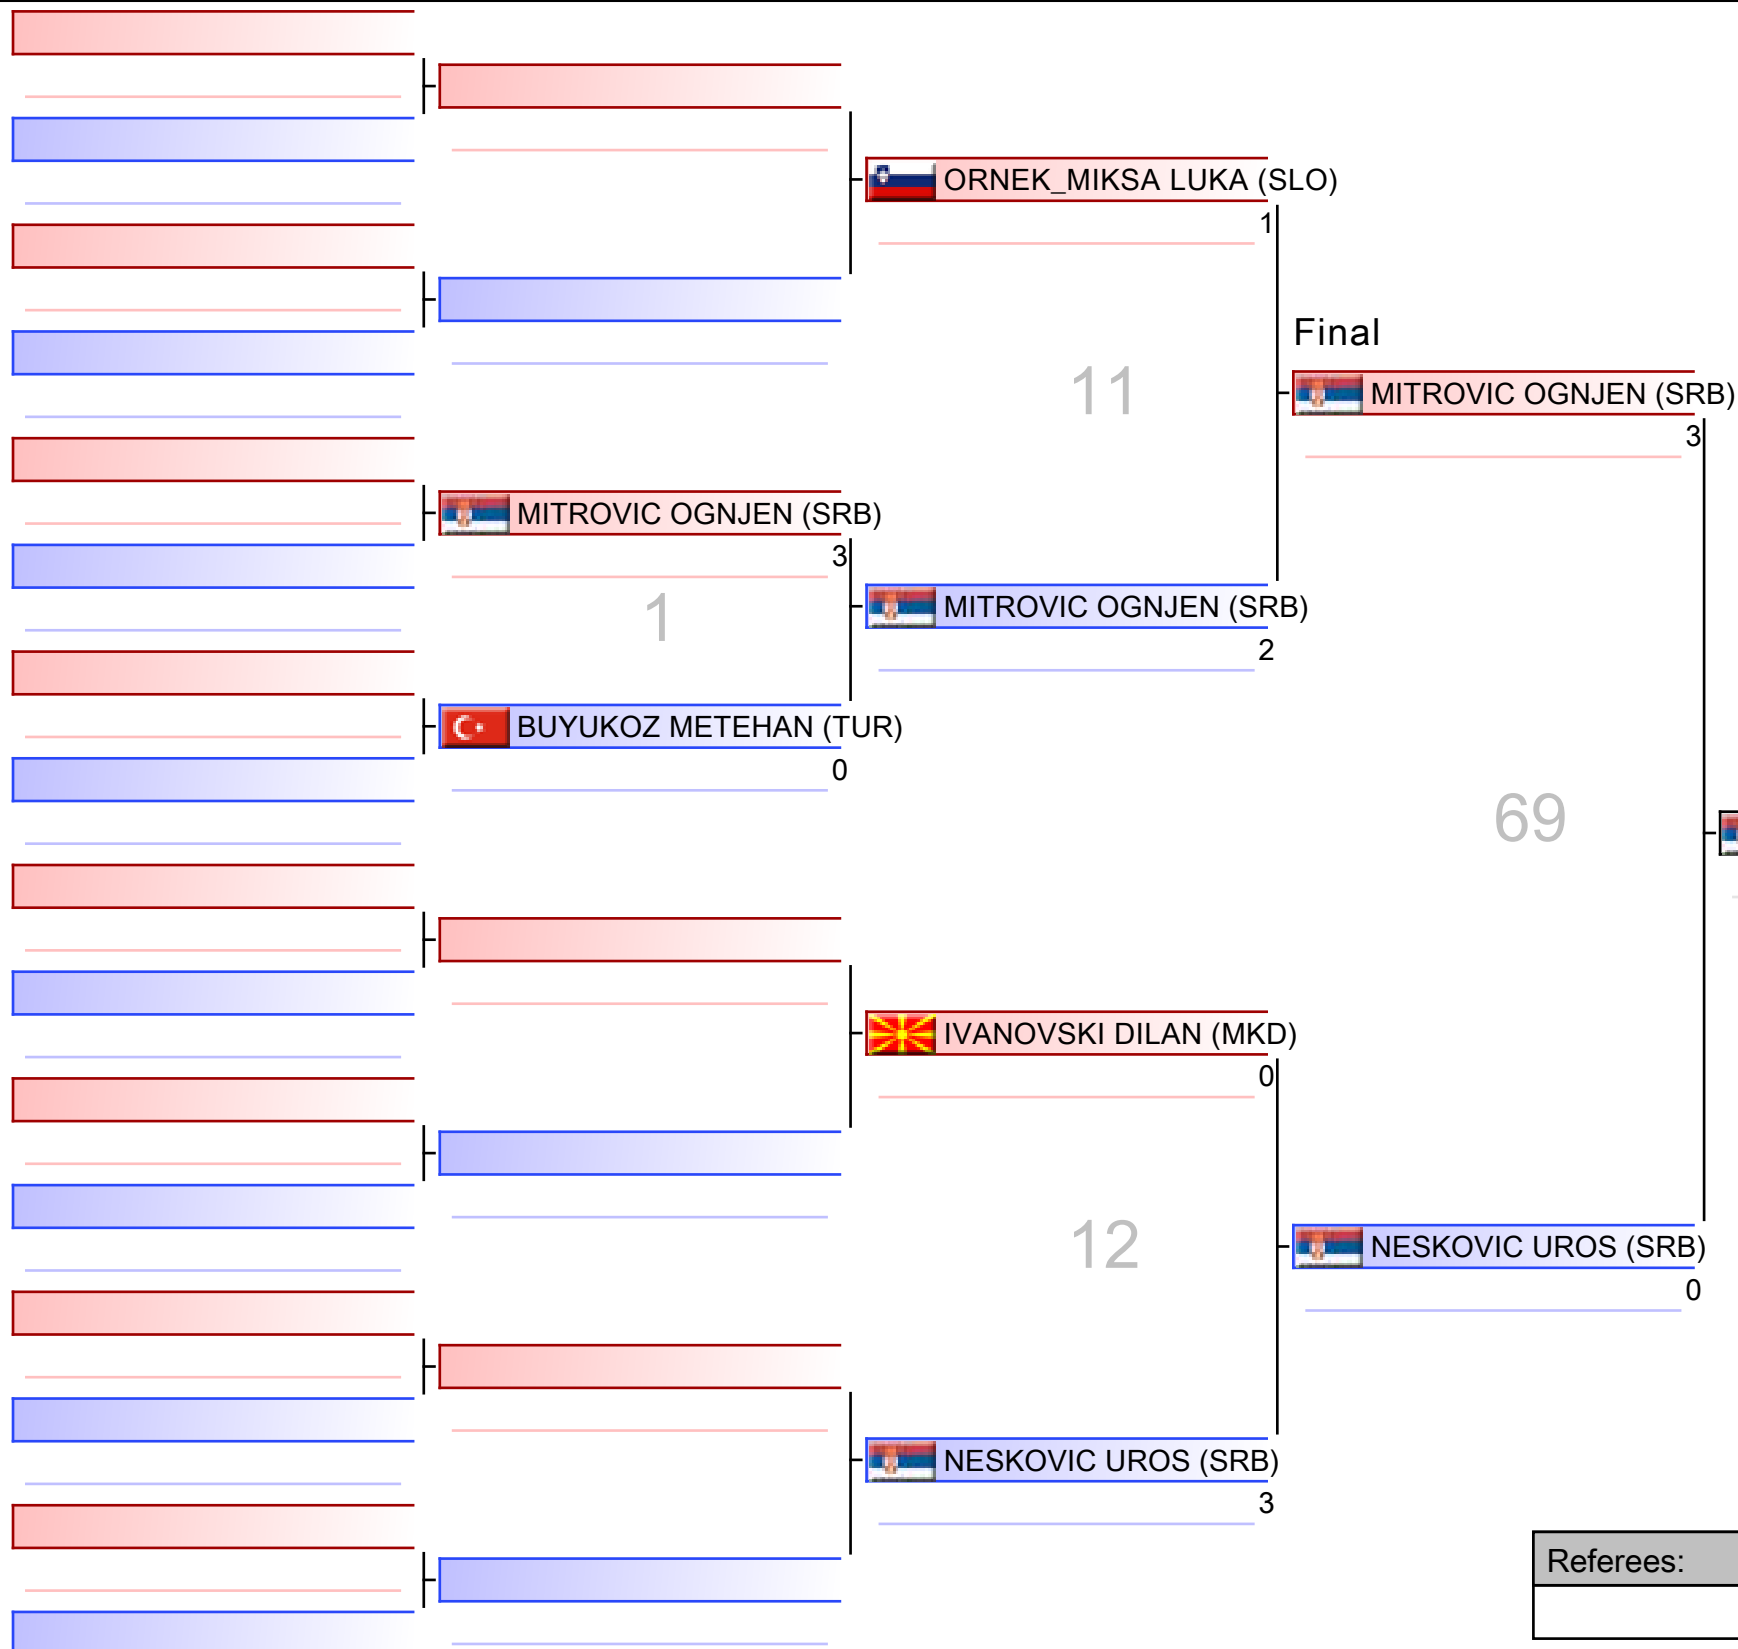 ORNEK_MIKSA LUKA (SLO)
1
Final
11
MITROVIC OGNJEN (SRB)
3
MITROVIC OGNJEN (SRB)
3
1
MITROVIC OGNJEN (SRB)
2
BUYUKOZ METEHAN (TUR)
0
69
IVANOVSKI DILAN (MKD)
0
12
NESKOVIC UROS (SRB)
0
NESKOVIC UROS (SRB)
3
Referees: